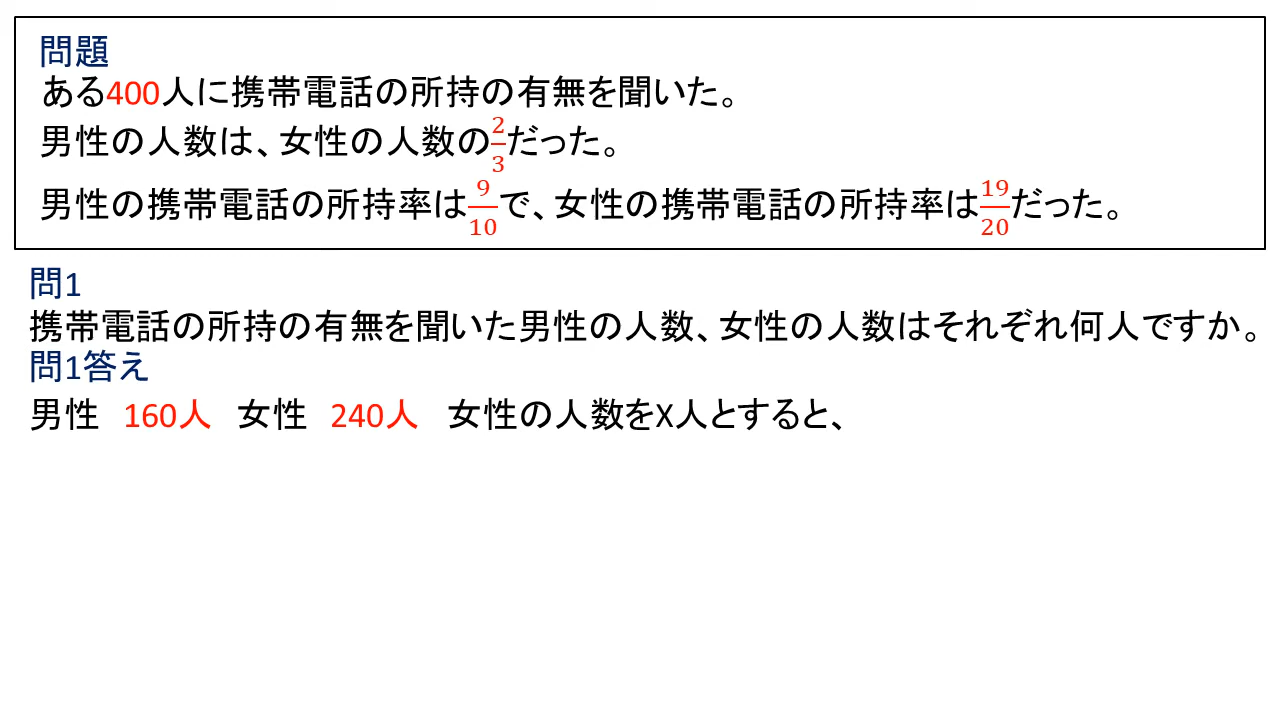 問題
ある400人に携帯電話の所持の有無を聞いた。
男性の人数は、女性の人数の2/3だった。
男性の携帯電話の所持率は9/10で、女性の携帯電話の所持率は19/20だった。
問1
携帯電話の所持の有無を聞いた男性の人数、女性の人数はそれぞれ何人ですか。
問1答え
男性 160人 女性 240人 女性の人数をX人とすると、